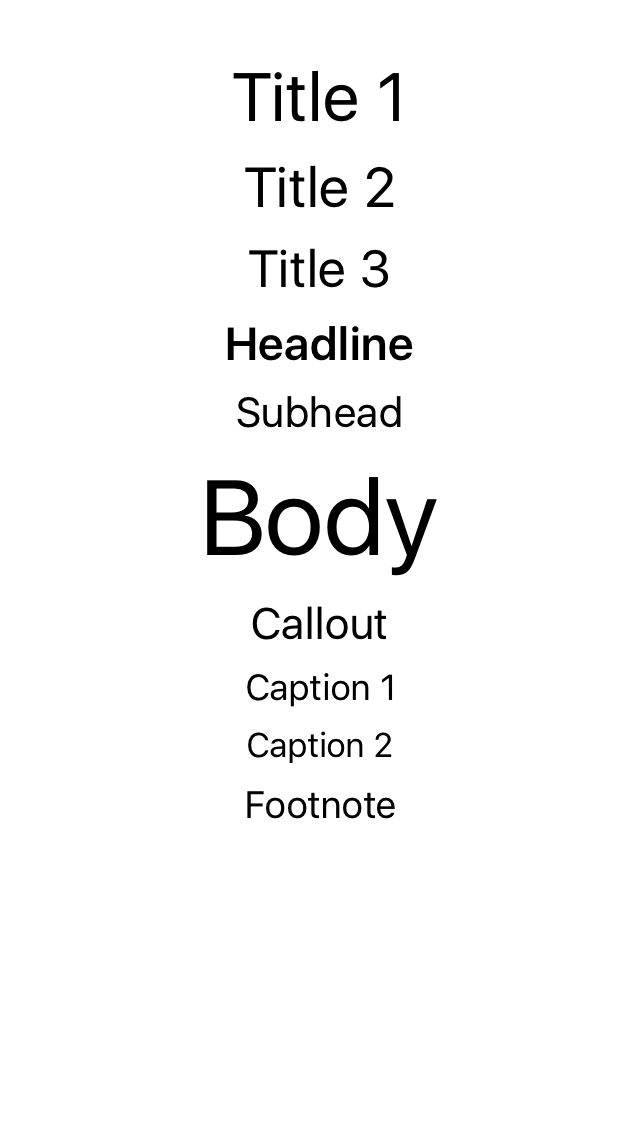 Title 1
Title 2
Title 3
Headline
Subhead
Body
Callout
Caption 1
Caption 2
Footnote